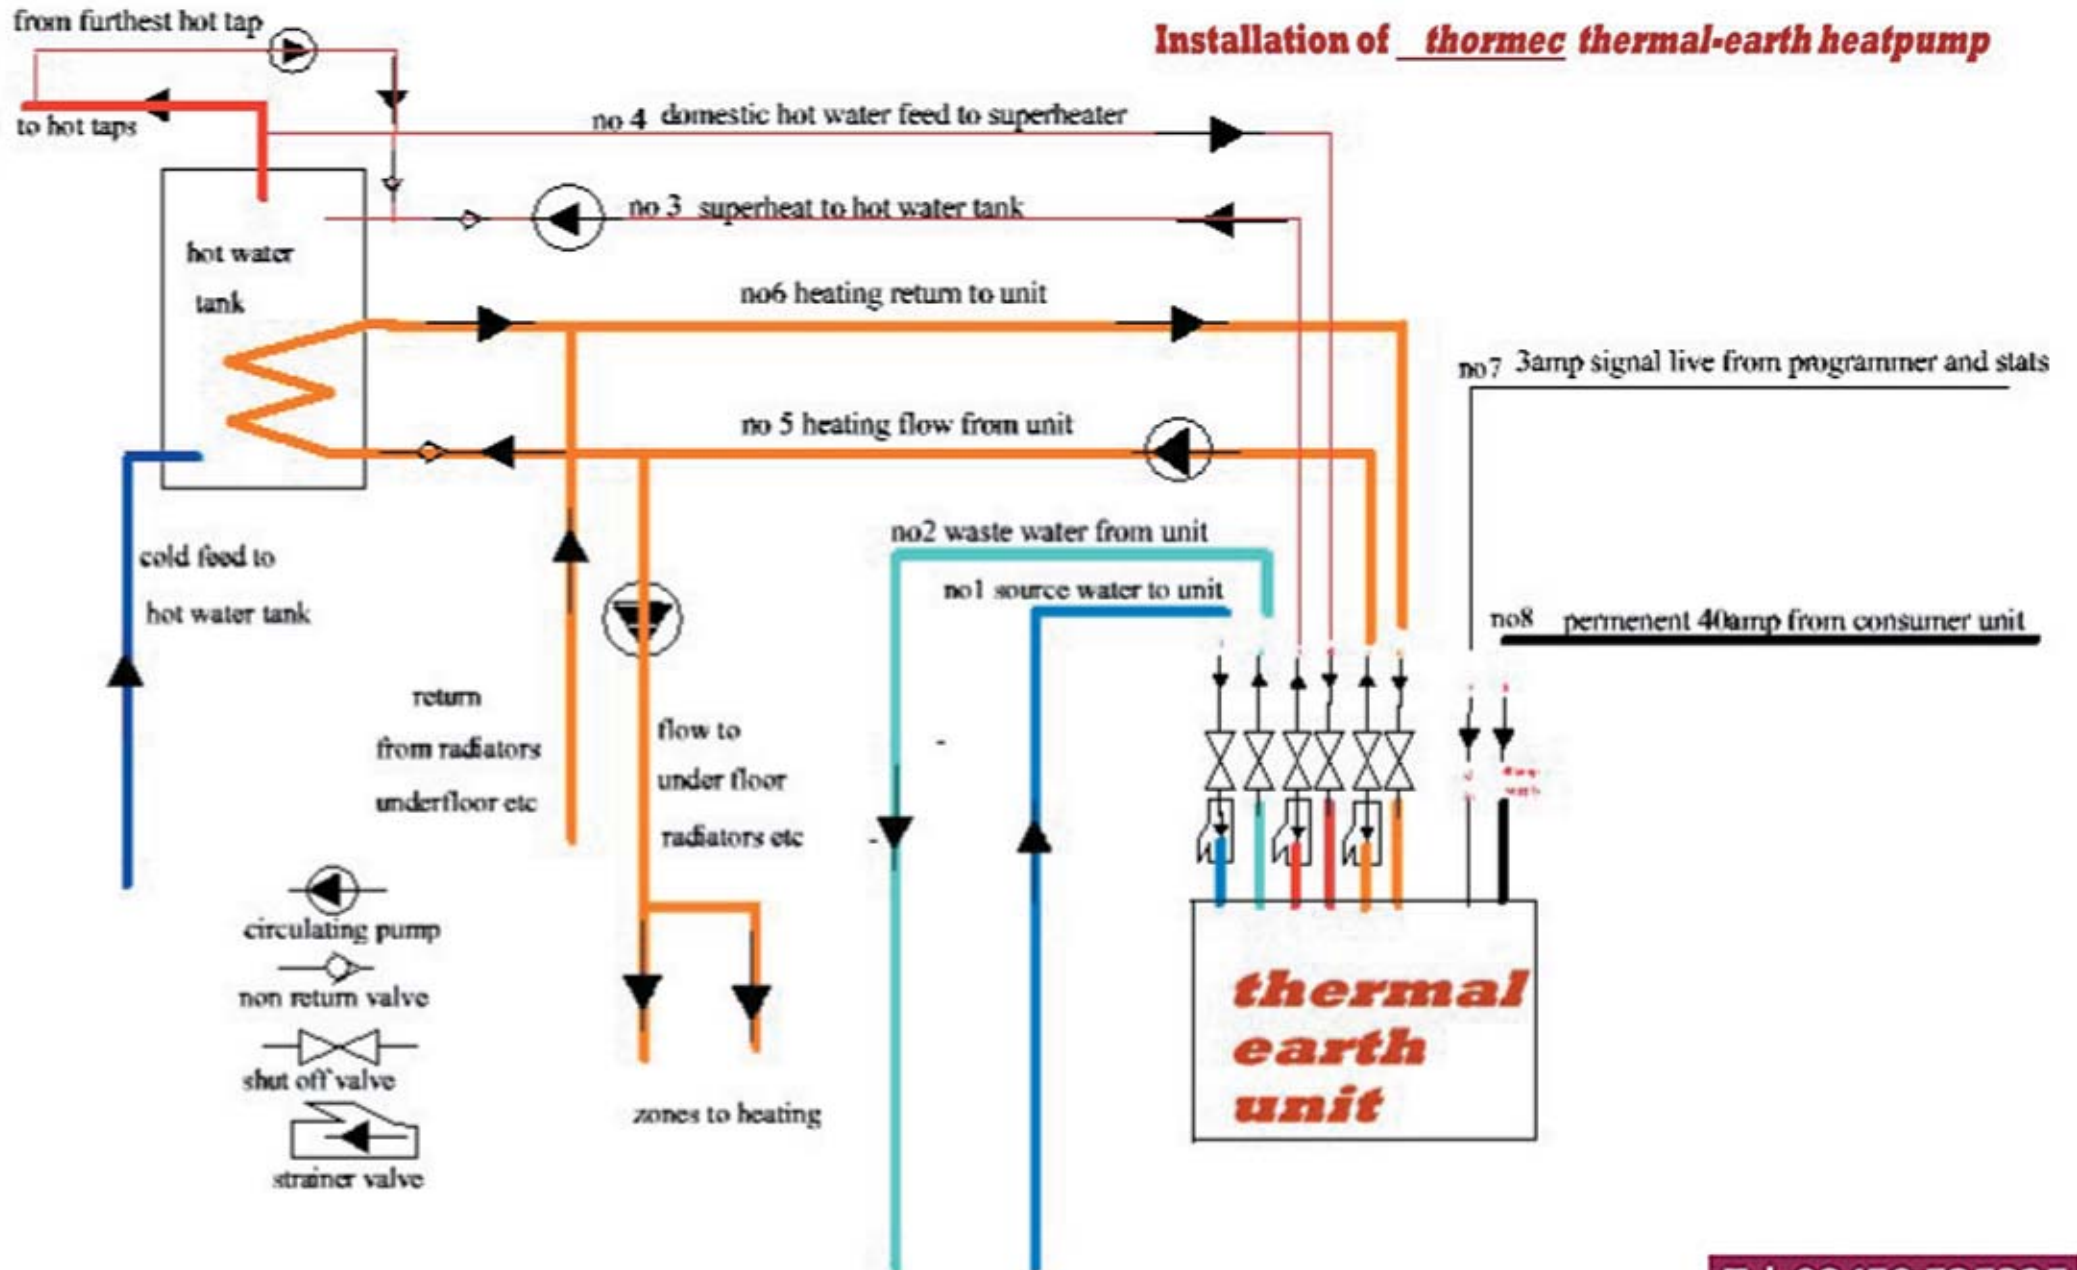 from furthest hot tap
Installation of thormec thermal-earth heatpump
to hot taps
no 4 domestic hot water feed to superheater
no 3 superheat to hot water tank
hot water
tank
no6 heating return to unit
no7 3amp signal live from programmer and stats
no 5 heating flow from unit
no2 waste water from unit
no1 source water to unit
cold feed to
hot water tank
no8 permenent 40amp from consumer unit
return
from radiators
underfloor etc
flow to
under floor
radiators etc
circulating pump
non return valve
shut off valve
strainer valve
zones to heating
thermal
earth
unit